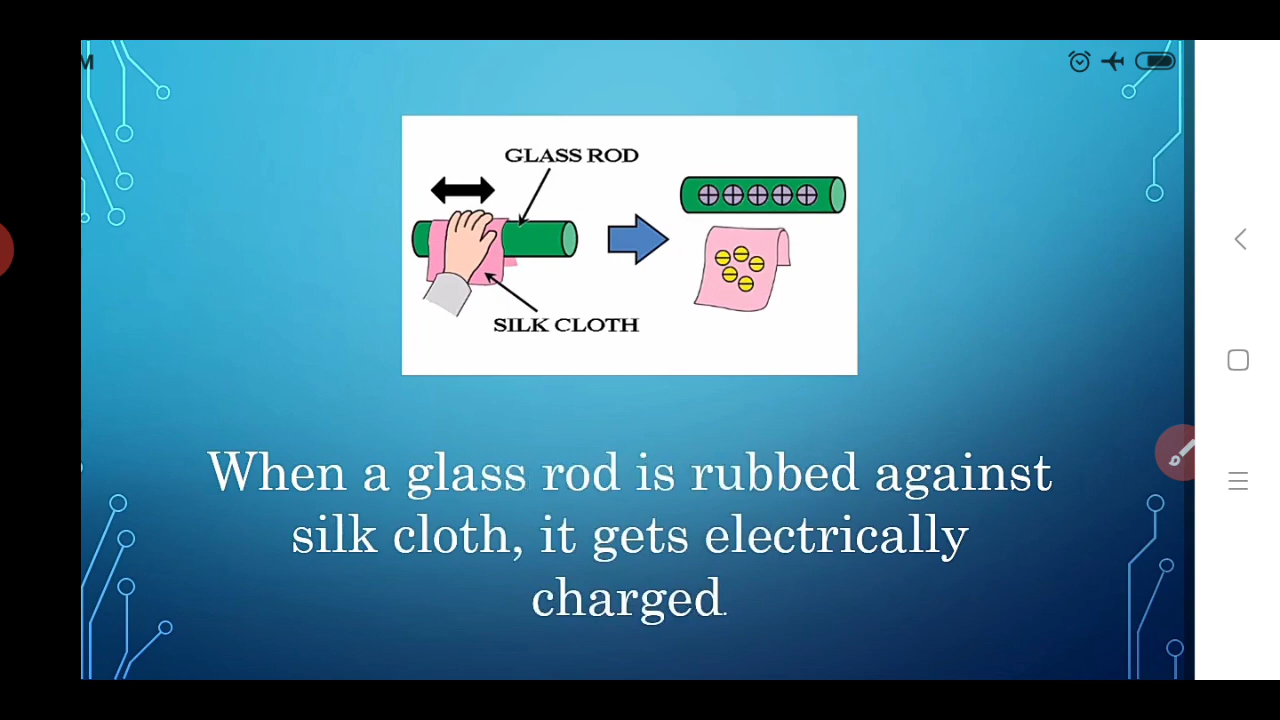 M
GLASS ROD
SILK CLOTH
When a glass rod is rubbed against
silk cloth, it gets electrically
charged.